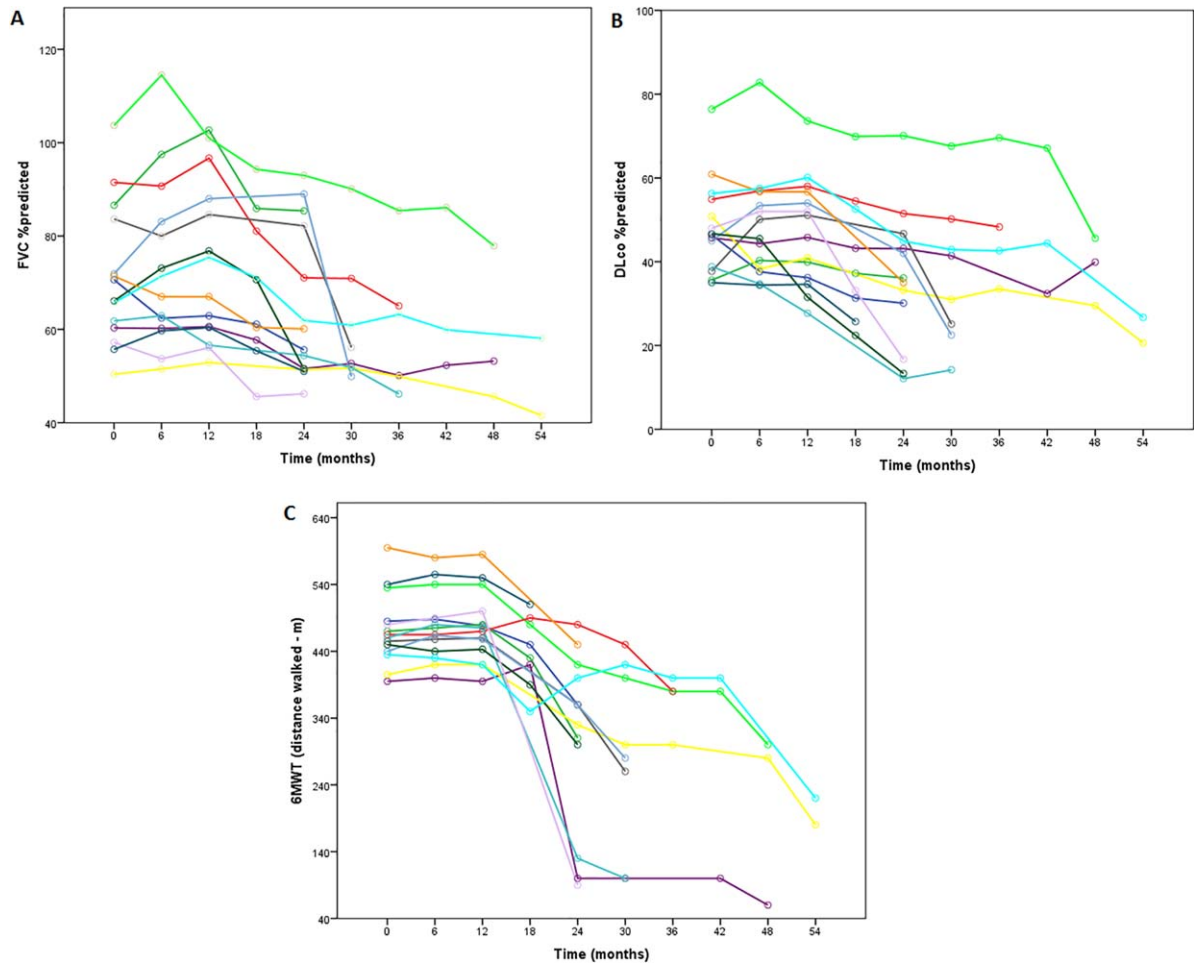 A
FVC %predicted
120
100
80
60
40
0 6 12 18 24 30 36 42 48 54
Time (months)
B
DLco %predicted
100
80
60
40
20
0
0 6 12 18 24 30 36 42 48 54
Time (months)
C
6MWT (distance walked - m)
640
540
440
340
240
140
40
0 6 12 18 24 30 36 42 48 54
Time (months)